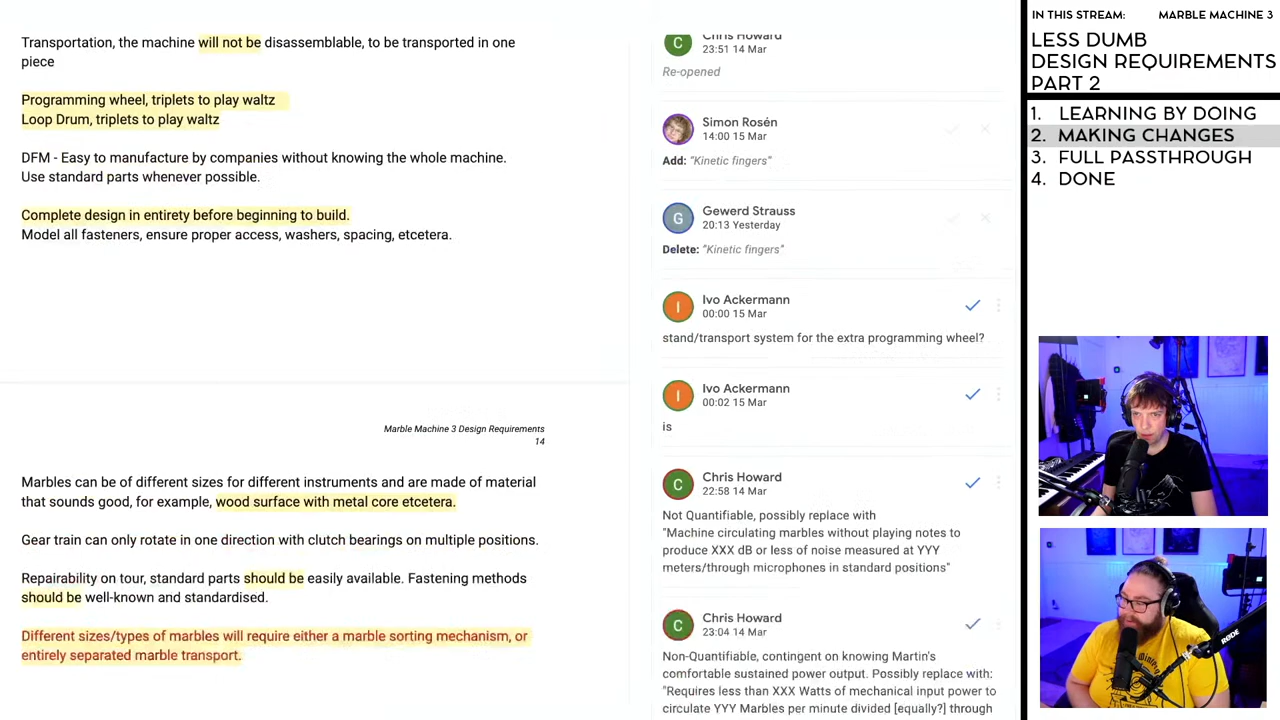 Transportation, the machine will not be disassemblable, to be transported in one
piece
Programming wheel, triplets to play waltz
Loop Drum, triplets to play waltz
DFM - Easy to manufacture by companies without knowing the whole machine.
Use standard parts whenever possible.
Complete design in entirety before beginning to build.
Model all fasteners, ensure proper access, washers, spacing, etcetera.
Marble Machine 3 Design Requirements
14
Marbles can be of different sizes for different instruments and are made of material
that sounds good, for example, wood surface with metal core etcetera.
Gear train can only rotate in one direction with clutch bearings on multiple positions.
Repairability on tour, standard parts should be easily available. Fastening methods
should be well-known and standardised.
Different sizes/types of marbles will require either a marble sorting mechanism, or
entirely separated marble transport.
C
Chris Howard
23:51 14 Mar
Re-opened
Simon Rosén
14:00 15 Mar
Add: "Kinetic fingers"
G
Gewerd Strauss
20:13 Yesterday
Delete: "Kinetic fingers"
I
Ivo Ackermann
00:00 15 Mar
stand/transport system for the extra programming wheel?
I
Ivo Ackermann
00:02 15 Mar
is
C
Chris Howard
22:58 14 Mar
Not Quantifiable, possibly replace with
"Machine circulating marbles without playing notes to
produce XXX dB or less of noise measured at YYY
meters/through microphones in standard positions"
C
Chris Howard
23:04 14 Mar
Non-Quantifiable, contingent on knowing Martin's
comfortable sustained power output. Possibly replace with:
"Requires less than XXX Watts of mechanical input power to
circulate YYY Marbles per minute divided [equally?] through
IN THIS STREAM: MARBLE MACHINE 3
LESS DUMB
DESIGN REQUIREMENTS
PART 2
1. LEARNING BY DOING
2. MAKING CHANGES
3. FULL PASSTHROUGH
4. DONE
RODE